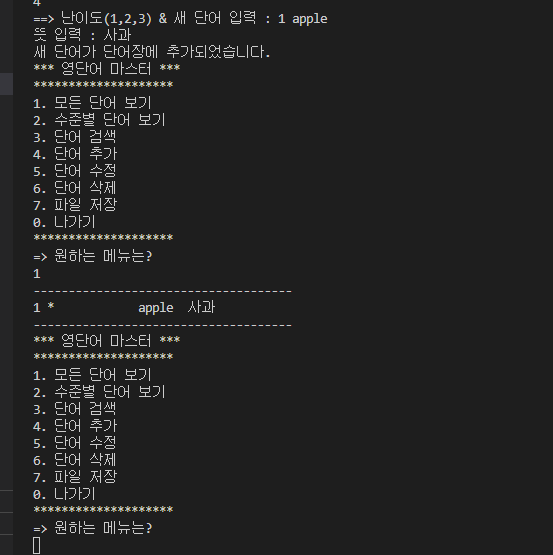 4
==> 난이도(1,2,3) & 새 단어 입력 : 1 apple
뜻 입력 : 사과
새 단어가 단어장에 추가되었습니다.
*** 영단어 마스터 ***
********************
1. 모든 단어 보기
2. 수준별 단어 보기
3. 단어 검색
4. 단어 추가
5. 단어 수정
6. 단어 삭제
7. 파일 저장
0. 나가기
********************
=> 원하는 메뉴는?
1
-------------------------------------
1 *            apple  사과
-------------------------------------
*** 영단어 마스터 ***
********************
1. 모든 단어 보기
2. 수준별 단어 보기
3. 단어 검색
4. 단어 추가
5. 단어 수정
6. 단어 삭제
7. 파일 저장
0. 나가기
********************
=> 원하는 메뉴는?